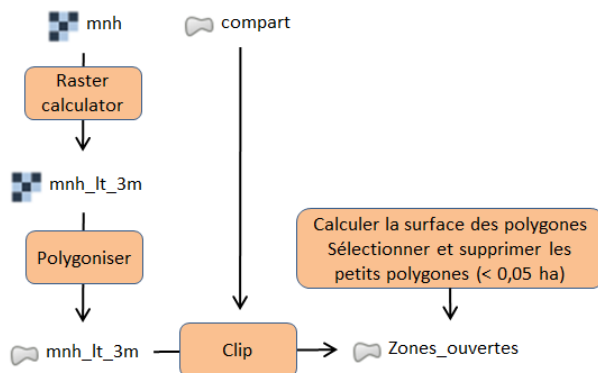 mnh
compart
Raster
calculator
mnh_lt_3m
Polygoniser
Calculer la surface des polygones
Sélectionner et supprimer les
petits polygones (< 0,05 ha)
mnh_lt_3m
Clip
Zones_ouvertes